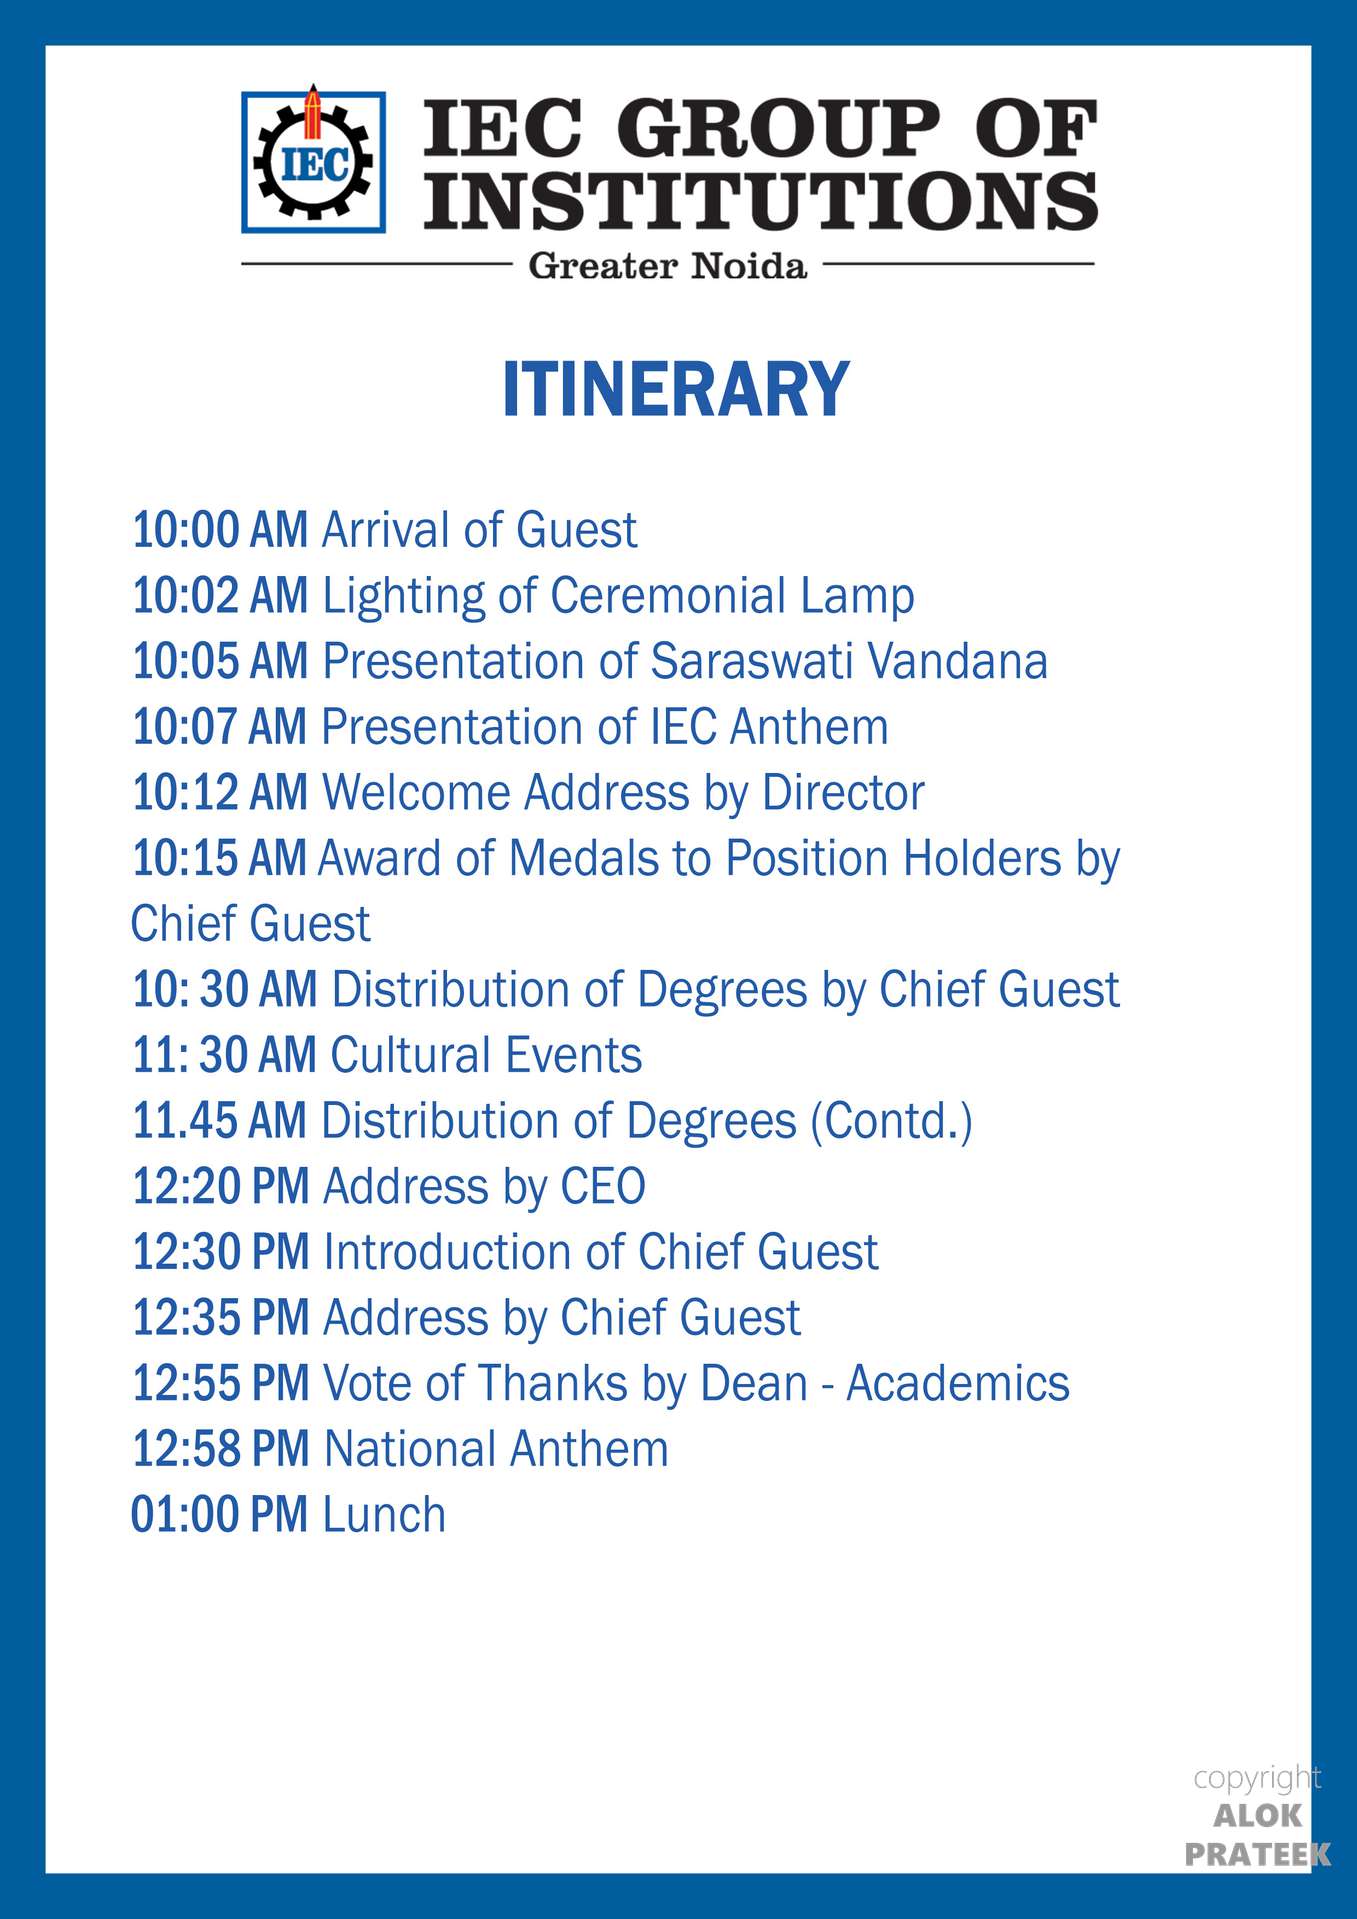 IEC
IEC GROUP OF
INSTITUTIONS
Greater Noida
ITINERARY
10:00 AM Arrival of Guest
10:02 AM Lighting of Ceremonial Lamp
10:05 AM Presentation of Saraswati Vandana
10:07 AM Presentation of IEC Anthem
10:12 AM Welcome Address by Director
10:15 AM Award of Medals to Position Holders by
Chief Guest
10: 30 AM Distribution of Degrees by Chief Guest
11: 30 AM Cultural Events
11.45 AM Distribution of Degrees (Contd.)
12:20 PM Address by CEO
12:30 PM Introduction of Chief Guest
12:35 PM Address by Chief Guest
12:55 PM Vote of Thanks by Dean - Academics
12:58 PM National Anthem
01:00 PM Lunch
copyright
ALOK
PRATEEK